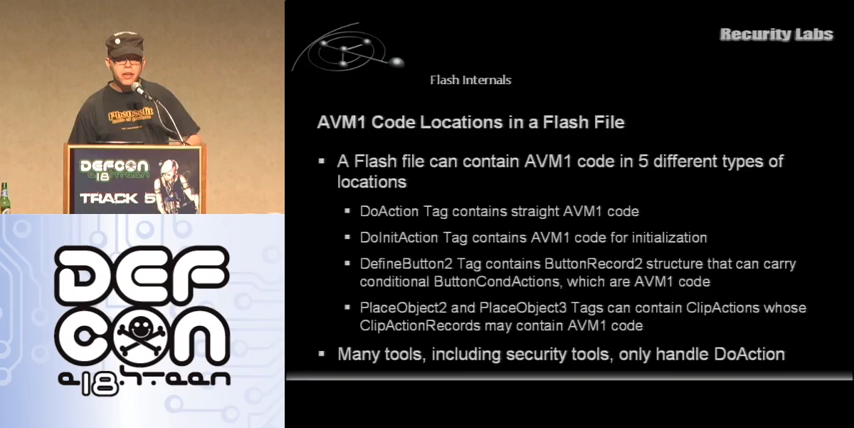 Recurity Labs
Flash Internals
AVM1 Code Locations in a Flash File
A Flash file can contain AVM1 code in 5 different types of
locations
DoAction Tag contains straight AVM1 code
DoInitAction Tag contains AVM1 code for initialization
DefineButton2 Tag contains ButtonRecord2 structure that can carry
conditional ButtonCondActions, which are AVM1 code
PlaceObject2 and PlaceObject3 Tags can contain ClipActions whose
ClipActionRecords may contain AVM1 code
Many tools, including security tools, only handle DoAction
DEFCON
18
TRACK 5
DEF
CON
e18hteen